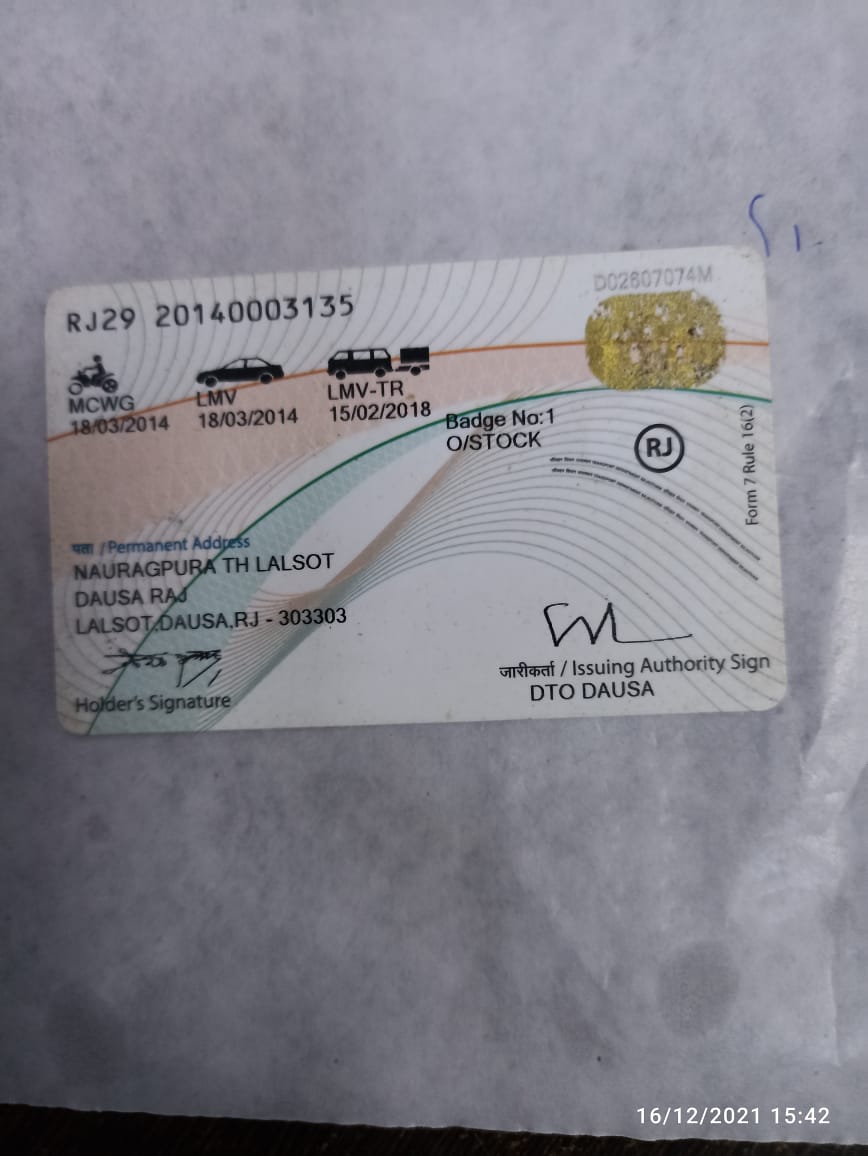 D02807074M
RJ29 20140003135
MCWG
18/03/2014
LMV
18/03/2014
LMV-TR
15/02/2018
Badge No:1
O/STOCK
RJ
Form 7 Rule 16(2)
पता / Permanent Address
NAURAGPURA TH LALSOT
DAUSA RAJ
LALSOT,DAUSA,RJ - 303303
Holder's Signature
जारीकर्ता / Issuing Authority Sign
DTO DAUSA
16/12/2021 15:42